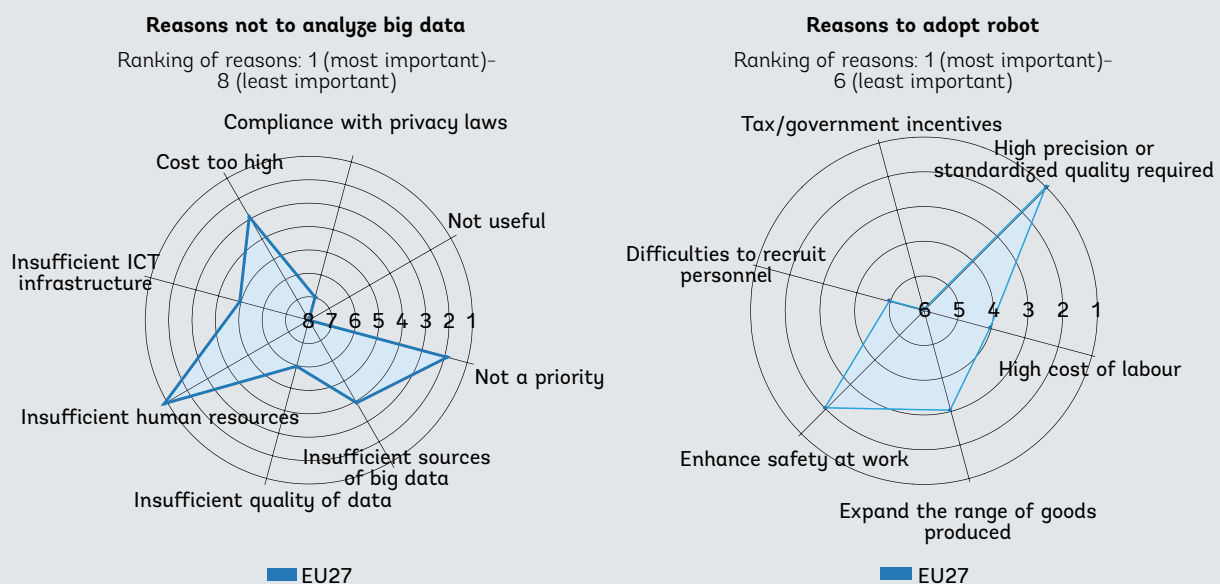 Reasons not to analyze big data
Ranking of reasons: 1 (most important)–
8 (least important)
Compliance with privacy laws
Cost too high
Not useful
Insufficient ICT
infrastructure
8 7 6 5 4 3 2 1
Not a priority
Insufficient human resources
Insufficient sources
of big data
Insufficient quality of data
EU27
Reasons to adopt robot
Ranking of reasons: 1 (most important)–
6 (least important)
Tax/government incentives
High precision or
standardized quality required
Difficulties to recruit
personnel
6 5 4 3 2 1
High cost of labour
Enhance safety at work
Expand the range of goods
produced
EU27